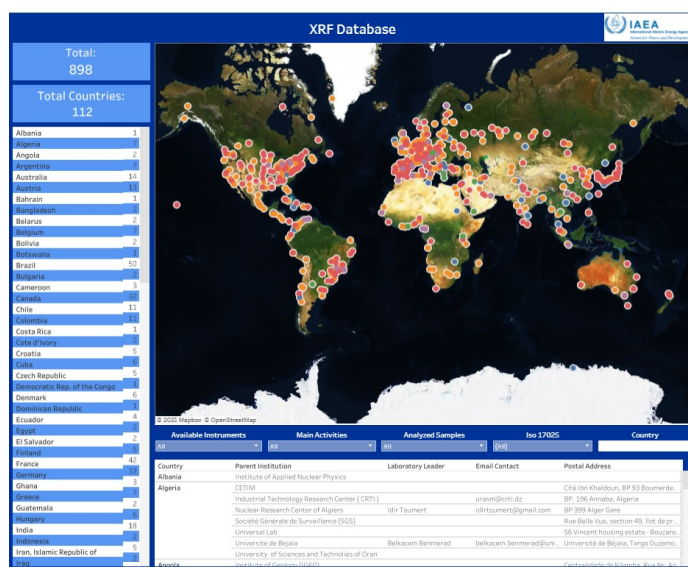 XRF Database
IAEA
International Atomic Energy Agency
Total:
898
Total Countries:
112
Albania 1
Algeria 7
Angola 2
Argentina 7
Australia 14
Austria 13
Bahrain 1
Bangladesh 2
Belarus 2
Belgium 7
Bolivia 2
Botswana 1
Brazil 50
Bulgaria 2
Cameroon 3
Canada
Chile 11
Colombia 11
Costa Rica 1
Cote d'Ivory 2
Croatia 5
Cuba 6
Czech Republic 5
Democratic Rep. of the Congo 1
Denmark 6
Dominican Republic 1
Ecuador 4
Egypt 2
El Salvador 2
Finland 6
France 42
Germany 33
Ghana 3
Greece 7
Guatemala 2
Hungary 6
India 18
Indonesia 2
Iran, Islamic Republic of 5
Iraq 2
© 2021 Mapbox © OpenStreetMap
Available Instruments Main Activities Analyzed Samples Iso 17025 Country
All All All (All)
Country Parent Institution Laboratory Leader Email Contact Postal Address
Albania Institute of Applied Nuclear Physics
Algeria CETIM Cité Ibn Khaldoun, BP 93 Boumerde..
Industrial Technology Research Center ( CRTI ) urasm@crti.dz BP. 196 Annaba, Algeria
Nuclear Research Center of Algiers Idir Toumert idirtoumert@gmail.com BP 399 Alger Gare
Société Générale de Surveillance (SGS) Rue Belle Vue, section 49, îlot de pr..
Universal Lab 56 Vincent housing estate - Bouzare..
Universite de Bejaia Belkacem Benmerad belkacem.benmerad@uni.. Université de Béjaia, Targa Ouzemo..
University of Sciences and Technolies of Oran
Angola Institute of Geology (IGEO) Centralidade do Kilamba, Rua Nr.